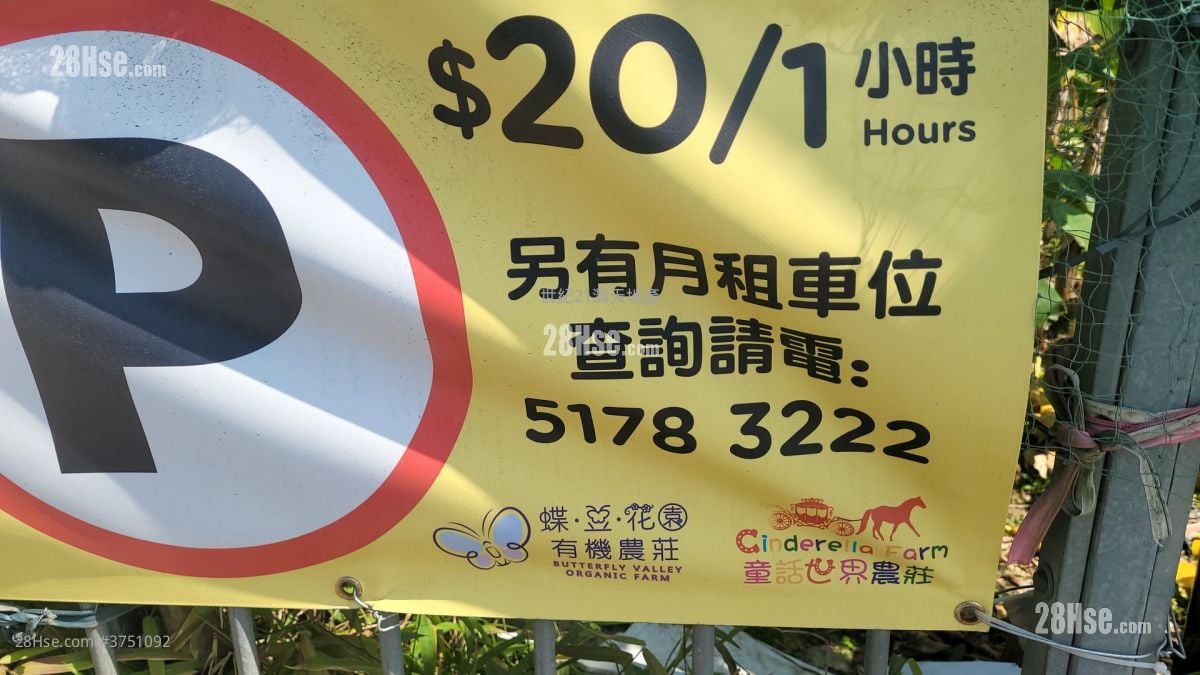 28Hse.com
P
$20/1 小時
Hours
另有月租車位
28Hse.com
查詢請電:
5178 3222
蝶·豆·花園
有機農莊
BUTTERFLY VALLEY
ORGANIC FARM
Cinderella Farm
童話世界農莊
28Hse.com #3751092
28Hse.com